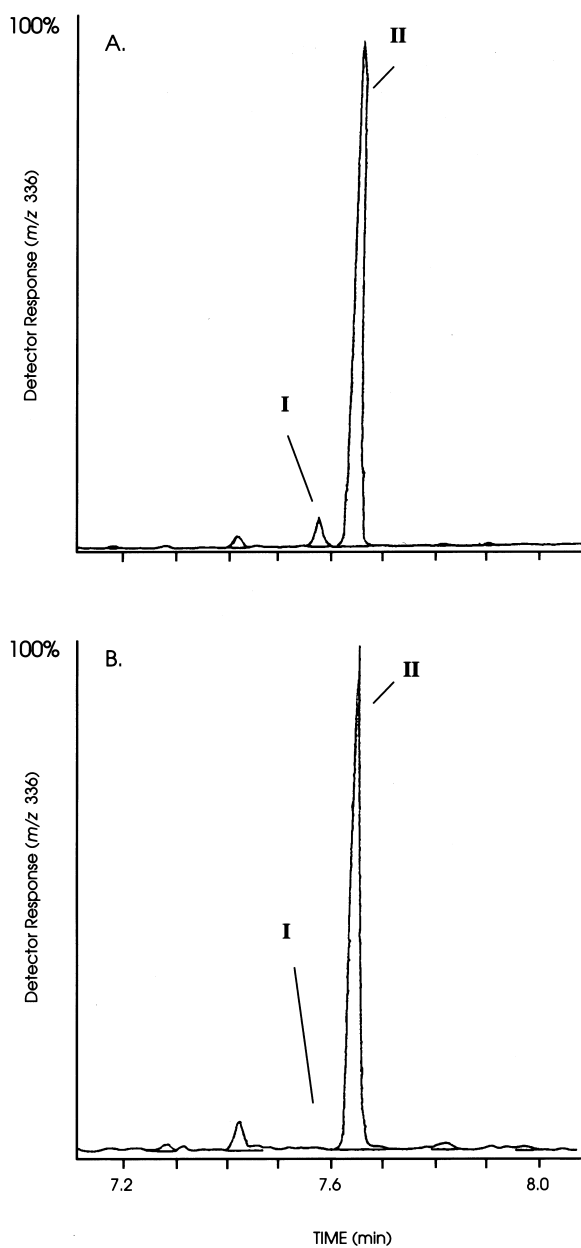 100%
A.
II
Detector Response (m/z 336)
I
100%
B.
II
Detector Response (m/z 336)
I
7.2
7.6
8.0
TIME (min)